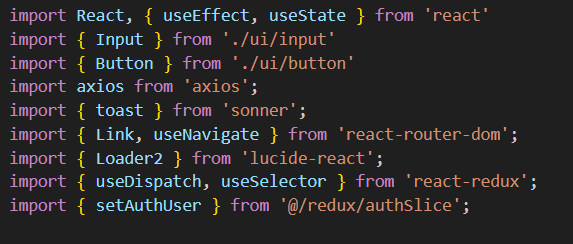 import React, { useEffect, useState } from 'react'
import { Input } from './ui/input'
import { Button } from './ui/button'
import axios from 'axios';
import { toast } from 'sonner';
import { Link, useNavigate } from 'react-router-dom';
import { Loader2 } from 'lucide-react';
import { useDispatch, useSelector } from 'react-redux';
import { setAuthUser } from '@/redux/authSlice';